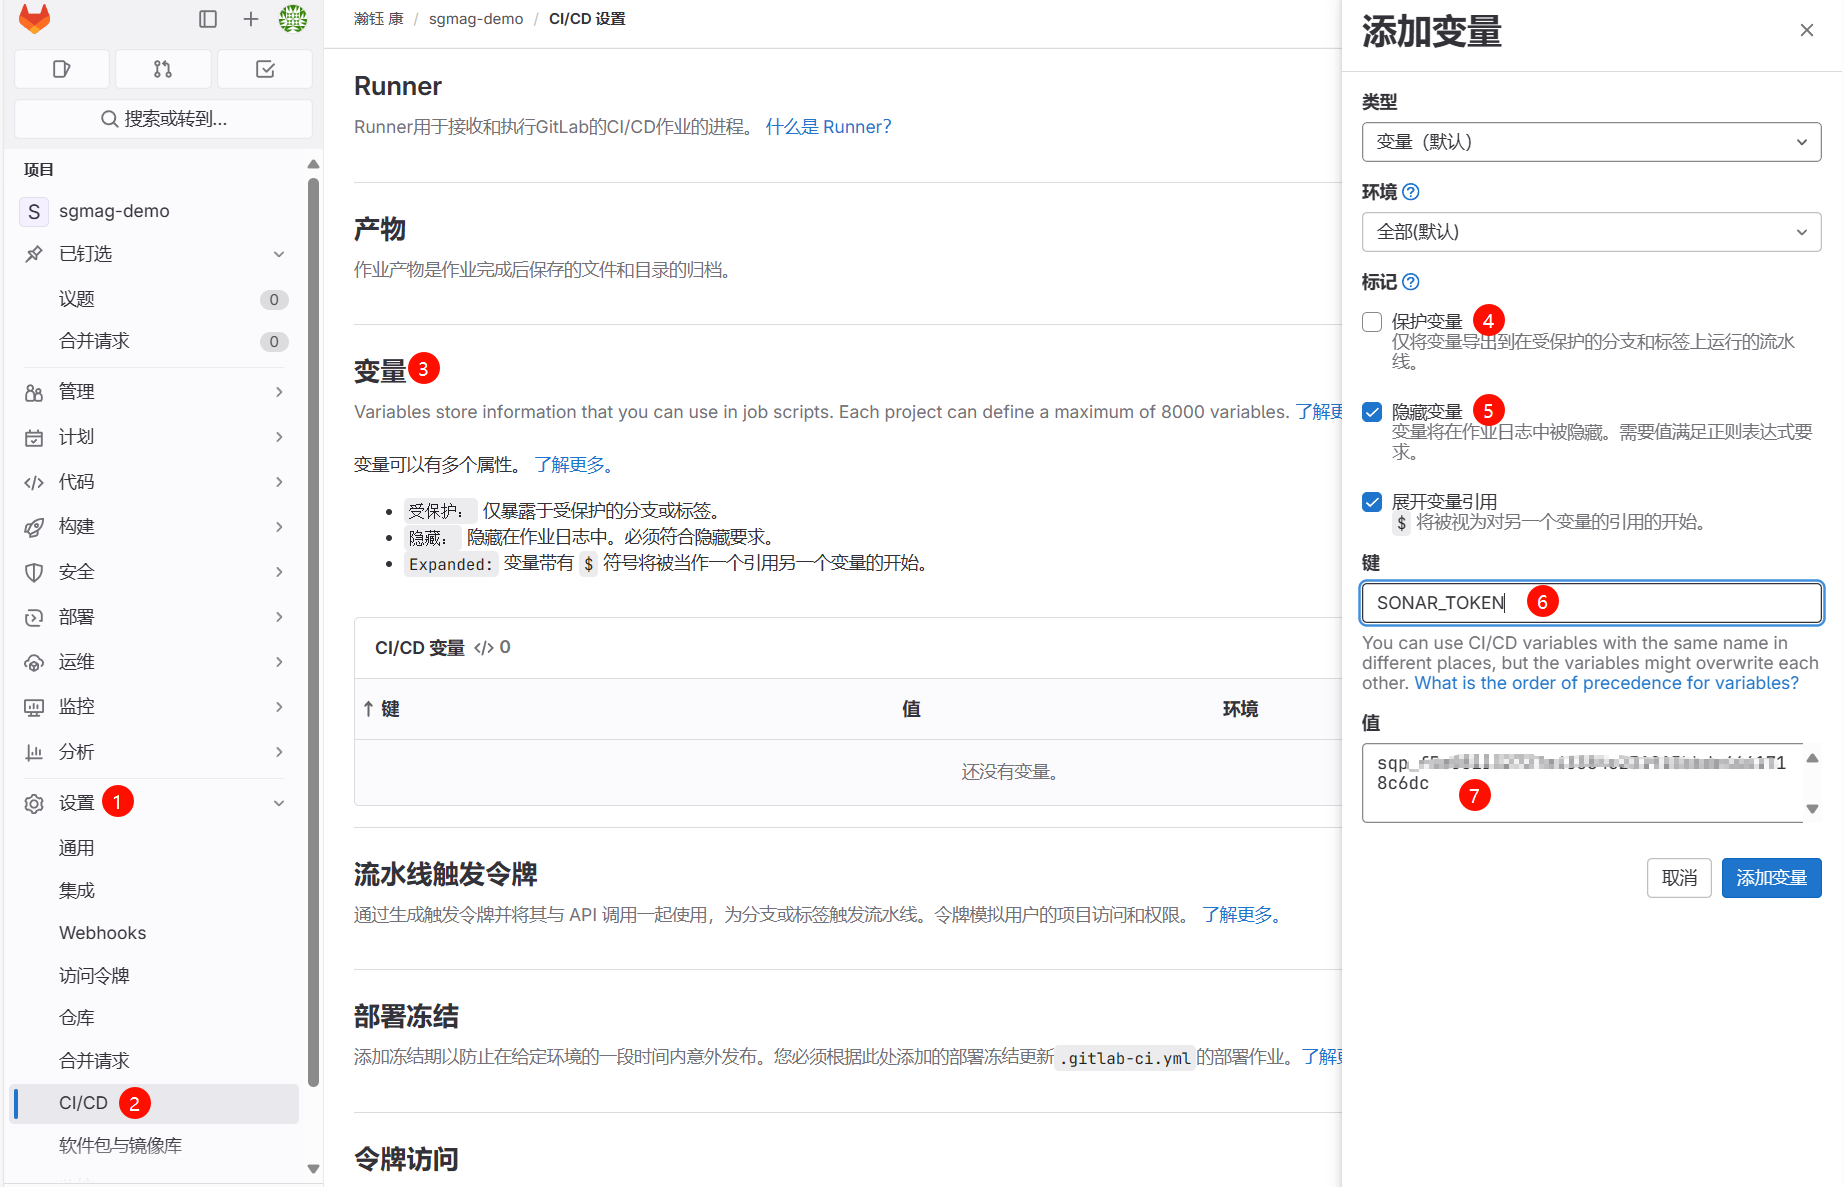 搜索或转到...
项目
S sgmag-demo
已钉选
议题 0
合并请求 0
管理
计划
代码
构建
安全
部署
运维
监控
分析
设置 1
通用
集成
Webhooks
访问令牌
仓库
合并请求
CI/CD 2
软件包与镜像库
瀚钰 康 / sgmag-demo / CI/CD 设置
Runner
Runner用于接收和执行GitLab的CI/CD作业的进程。 什么是 Runner?
产物
作业产物是作业完成后保存的文件和目录的归档。
变量 3
Variables store information that you can use in job scripts. Each project can define a maximum of 8000 variables. 了解更
变量可以有多个属性。 了解更多。
受保护: 仅暴露于受保护的分支或标签。
隐藏: 隐藏在作业日志中。必须符合隐藏要求。
Expanded: 变量带有 $ 符号将被当作一个引用另一个变量的开始。
CI/CD 变量 </> 0
↑ 键 值 环境
还没有变量。
流水线触发令牌
通过生成触发令牌并将其与 API 调用一起使用，为分支或标签触发流水线。令牌模拟用户的项目访问和权限。 了解更多。
部署冻结
添加冻结期以防止在给定环境的一段时间内意外发布。您必须根据此处添加的部署冻结更新 .gitlab-ci.yml 的部署作业。 了解更
令牌访问
添加变量
类型
变量（默认）
环境
全部(默认)
标记
保护变量 4
仅将变量导出到在受保护的分支和标签上运行的流水
线。
隐藏变量 5
变量将在作业日志中被隐藏。需要值满足正则表达式要
求。
展开变量引用
$ 将被视为对另一个变量的引用的开始。
键
SONAR_TOKEN 6
You can use CI/CD variables with the same name in
different places, but the variables might overwrite each
other. What is the order of precedence for variables?
值
sqp_
8c6dc 7
取消 添加变量